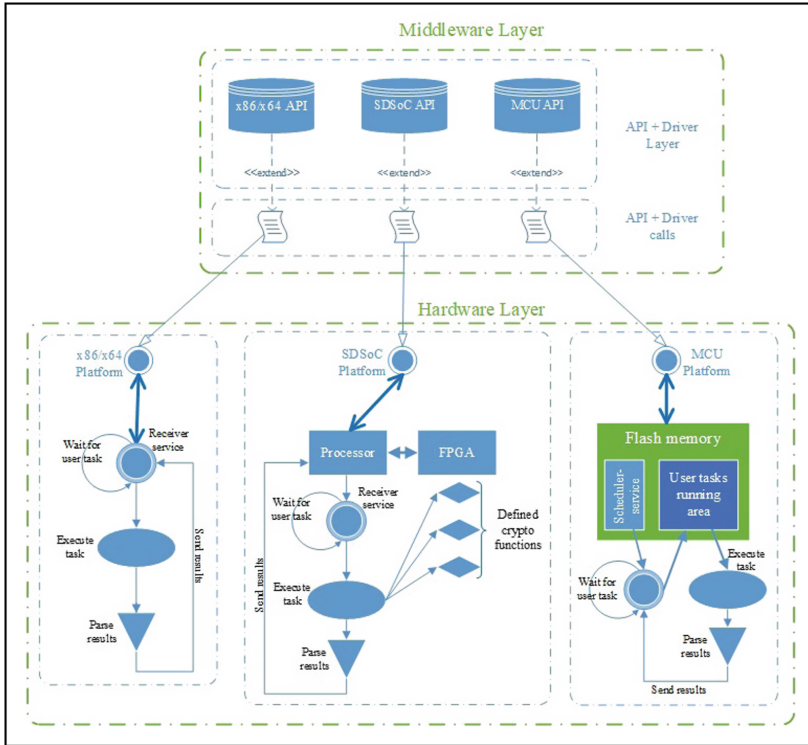 Middleware Layer
x86/x64 API
SDSoC API
MCU API
API + Driver
Layer
<<extend>>
<<extend>>
<<extend>>
API + Driver
calls
Hardware Layer
x86/x64
Platform
Wait for
user task
Receiver
service
Execute
task
Parse
results
Send results
SDSoC
Platform
Processor
FPGA
Wait for
user task
Receiver
service
Defined
crypto
functions
Execute
task
Parse
results
Send results
MCU
Platform
Flash memory
Scheduler-
service
User tasks
running
area
Wait for
user task
Execute
task
Parse
results
Send results